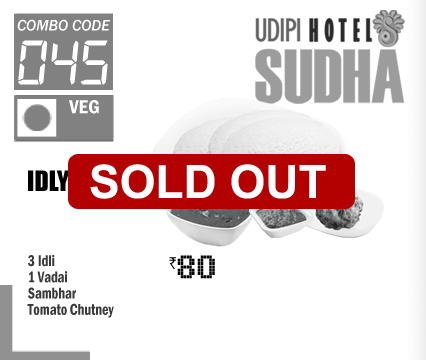 COMBO CODE
045
VEG
UDIPI HOTEL
SUDHA
IDLY
SOLD OUT
3 Idli
1 Vadai
Sambhar
Tomato Chutney
₹80